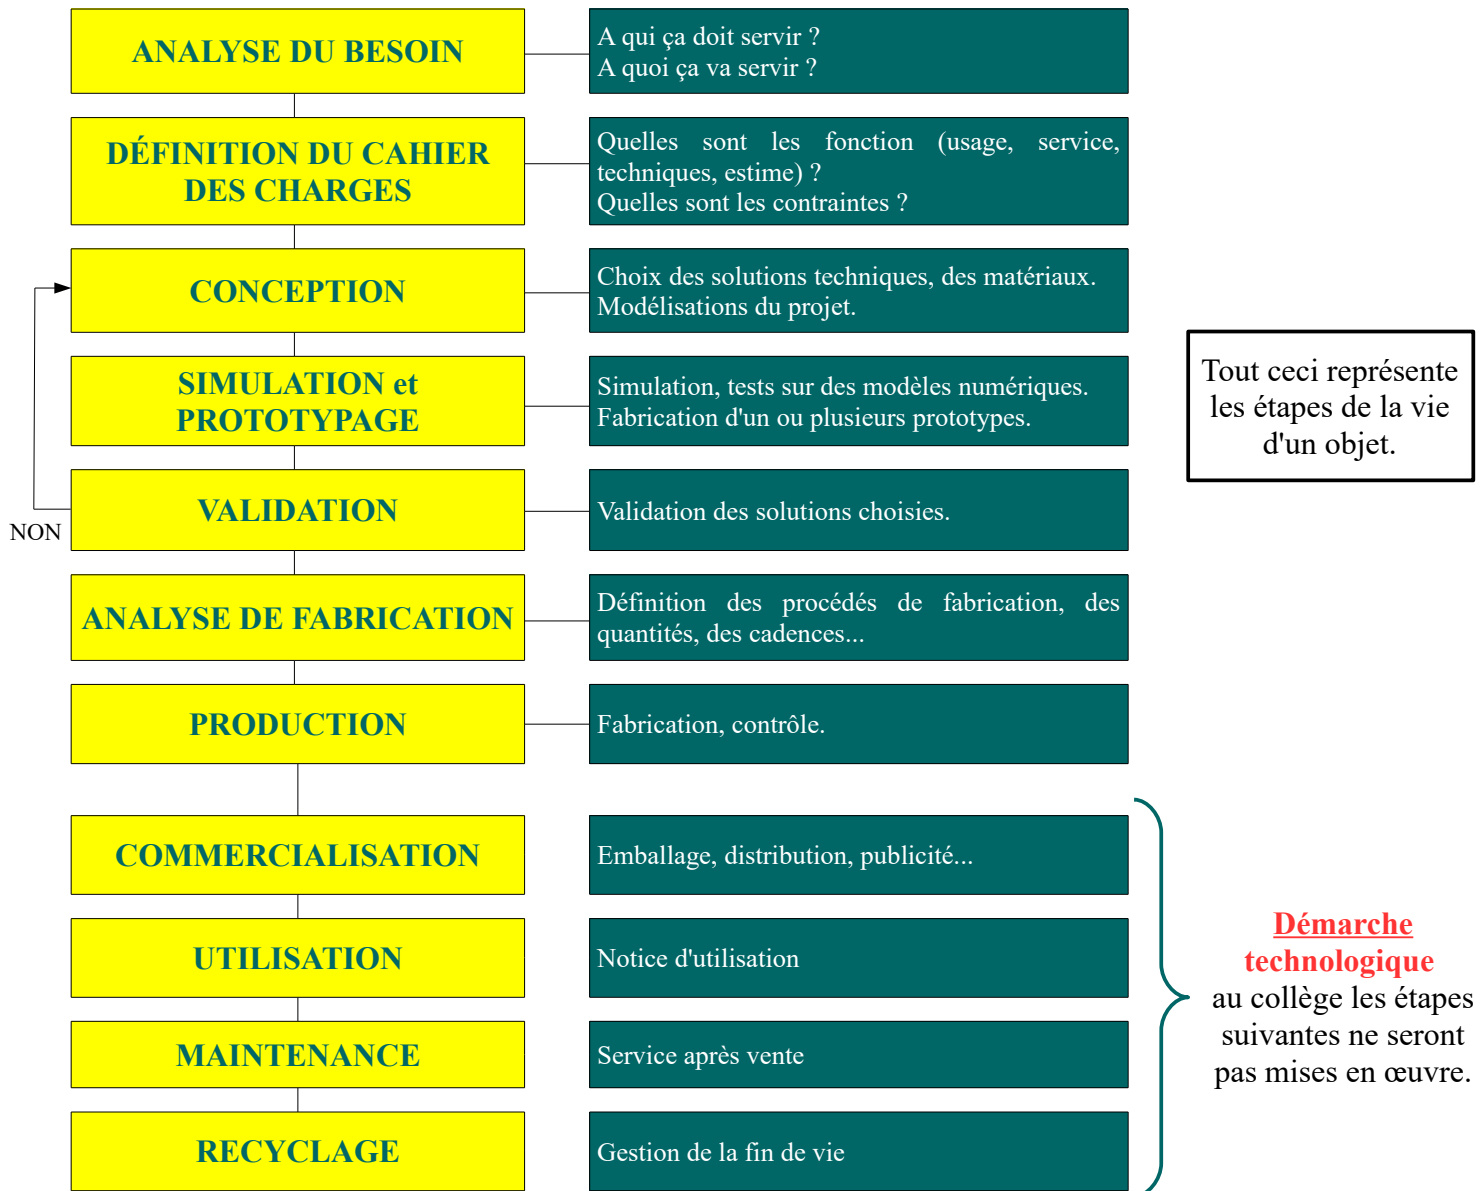 ANALYSE DU BESOIN
A qui ça doit servir ?
A quoi ça va servir ?
DÉFINITION DU CAHIER
DES CHARGES
Quelles sont les fonction (usage, service,
techniques, estime) ?
Quelles sont les contraintes ?
CONCEPTION
Choix des solutions techniques, des matériaux.
Modélisations du projet.
SIMULATION et
PROTOTYPAGE
Simulation, tests sur des modèles numériques.
Fabrication d'un ou plusieurs prototypes.
Tout ceci représente
les étapes de la vie
d'un objet.
NON
VALIDATION
Validation des solutions choisies.
ANALYSE DE FABRICATION
Définition des procédés de fabrication, des
quantités, des cadences...
PRODUCTION
Fabrication, contrôle.
COMMERCIALISATION
Emballage, distribution, publicité...
UTILISATION
Notice d'utilisation
MAINTENANCE
Service après vente
RECYCLAGE
Gestion de la fin de vie
Démarche
technologique
au collège les étapes
suivantes ne seront
pas mises en œuvre.